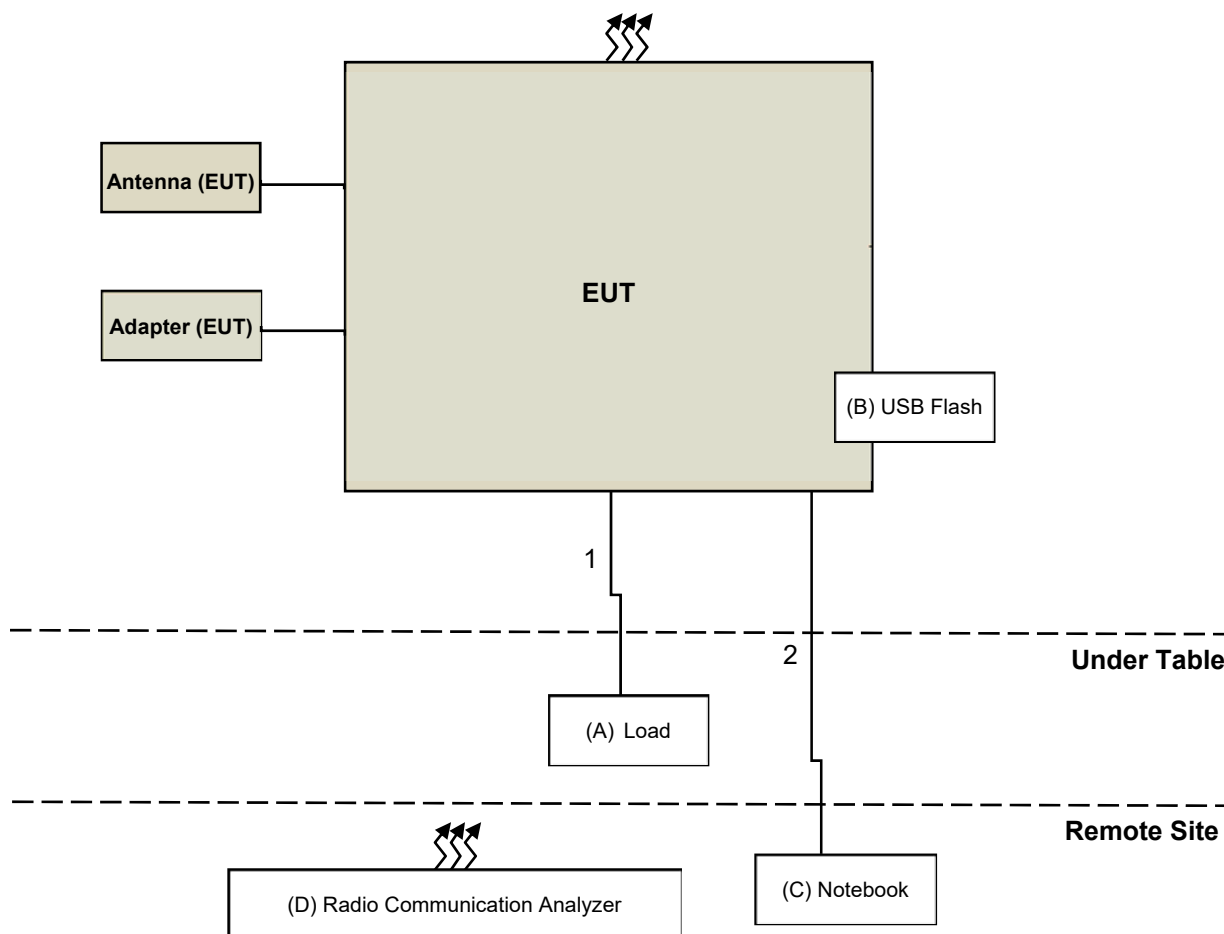 Antenna (EUT)
EUT
Adapter (EUT)
(B) USB Flash
1
2
Under Table
(A) Load
Remote Site
(C) Notebook
(D) Radio Communication Analyzer